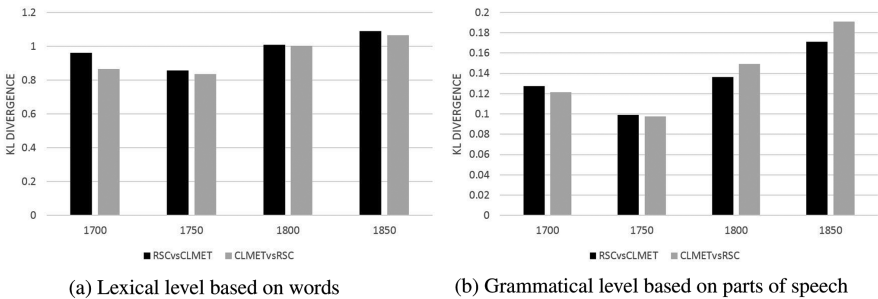 1.2
1
0.8
0.6
0.4
0.2
0
KL DIVERGENCE
1700 1750 1800 1850
RSCvsCLMET CLMETvsRSC
(a) Lexical level based on words
0.2
0.18
0.16
0.14
0.12
0.1
0.08
0.06
0.04
0.02
0
KL DIVERGENCE
1700 1750 1800 1850
RSCvsCLMET CLMETvsRSC
(b) Grammatical level based on parts of speech